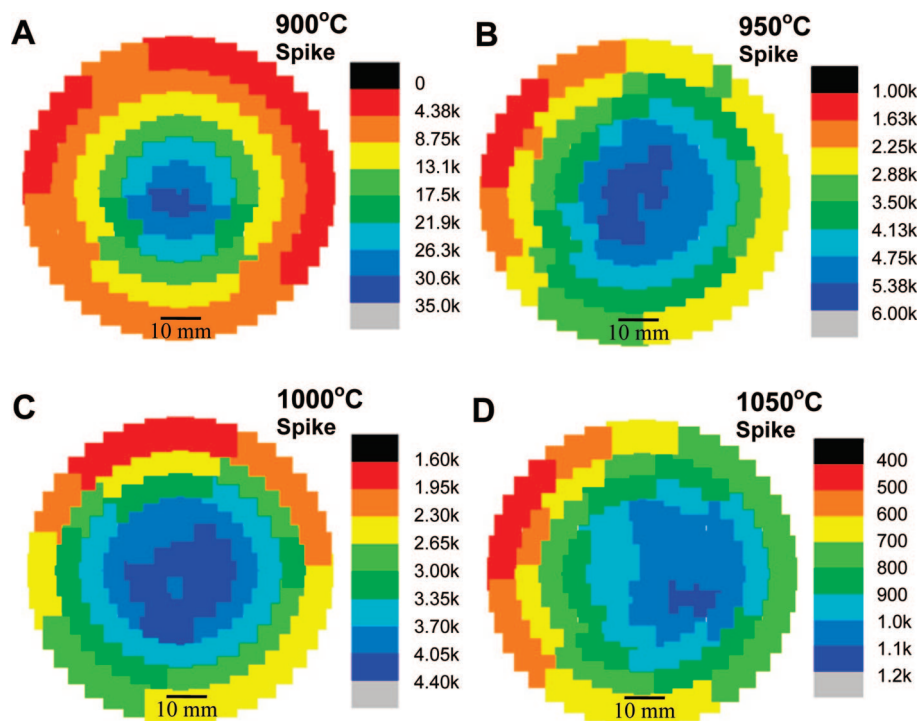 A
900°C
Spike
0
4.38k
8.75k
13.1k
17.5k
21.9k
26.3k
30.6k
35.0k
10 mm
B
950°C
Spike
1.00k
1.63k
2.25k
2.88k
3.50k
4.13k
4.75k
5.38k
6.00k
10 mm
C
1000°C
Spike
1.60k
1.95k
2.30k
2.65k
3.00k
3.35k
3.70k
4.05k
4.40k
10 mm
D
1050°C
Spike
400
500
600
700
800
900
1.0k
1.1k
1.2k
10 mm